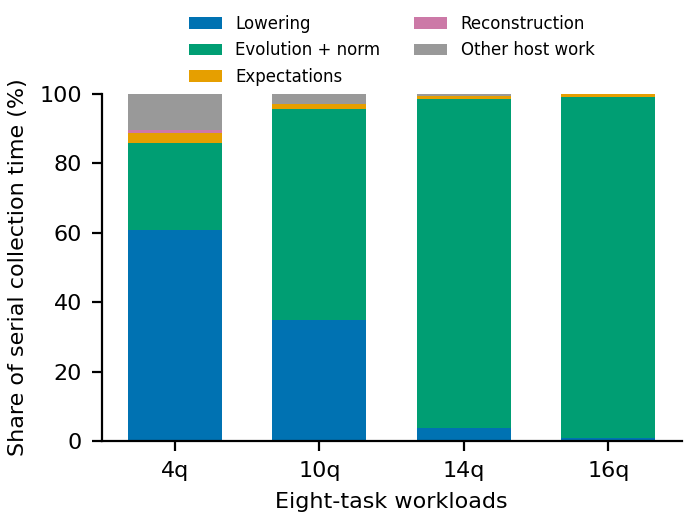 Lowering
Evolution + norm
Expectations
Reconstruction
Other host work
Share of serial collection time (%)
100
80
60
40
20
0
4q
10q
14q
16q
Eight-task workloads